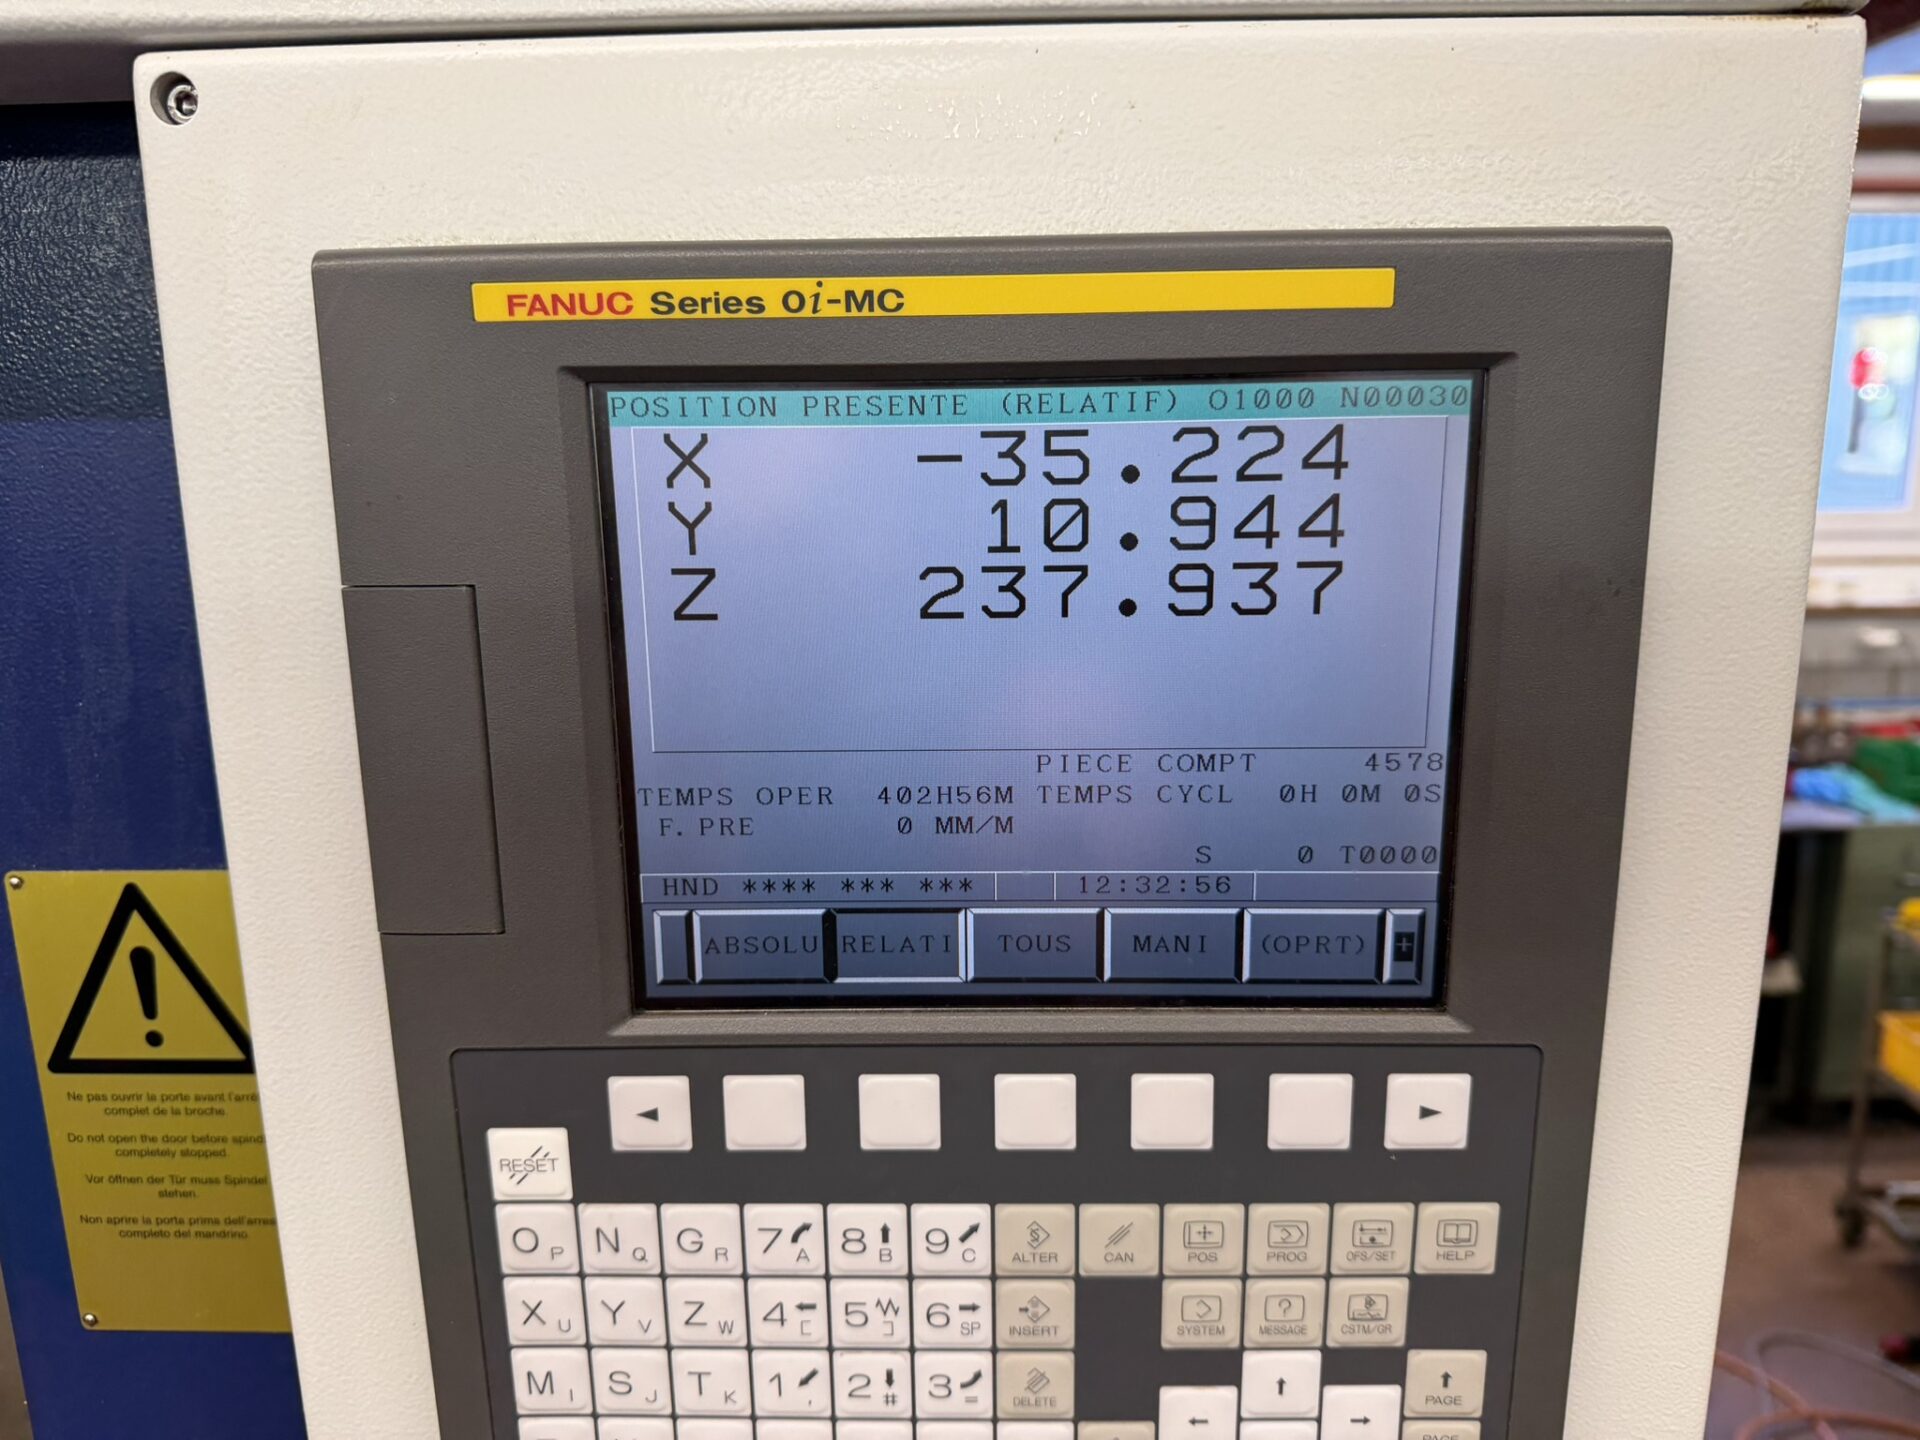 FANUC Series 0i-MC
POSITION PRESENTE (RELATIF) O1000 N00030
X -35.224
Y 10.944
Z 237.937
PIECE COMPT 4578
TEMPS OPER 402H56M TEMPS CYCL 0H 0M 0S
F. PRE 0 MM/M
S 0 T0000
HND **** *** *** 12:32:56
ABSOLU RELATI TOUS MANI (OPRT) +
Ne pas ouvrir la porte avant l'arrê
complet de la broche.
Do not open the door before spind
completely stopped.
Vor öffnen der Tür muss Spindel
stehen.
Non aprire la porta prima dell'arres
completo del mandrino.
RESET
O P N Q G R 7 A 8 B 9 C ALTER CAN POS PROG OFS/SET HELP
X U Y V Z W 4 [ 5 ] 6 SP INSERT SYSTEM MESSAGE CSTM/GR
M I S J T K 1 , 2 # 3 = DELETE PAGE
PAGE